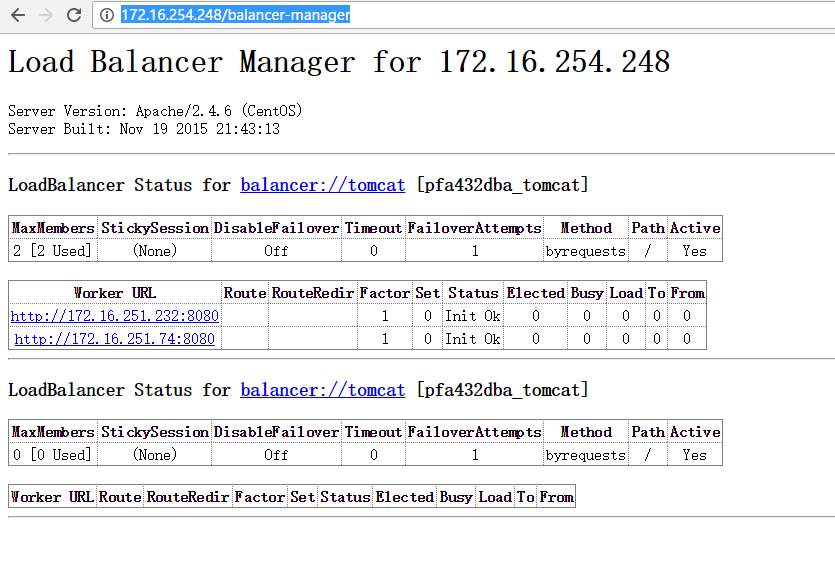 172.16.254.248/balancer-manager
Load Balancer Manager for 172.16.254.248
Server Version: Apache/2.4.6 (CentOS)
Server Built: Nov 19 2015 21:43:13
LoadBalancer Status for balancer://tomcat [pfa432dba_tomcat]
MaxMembers StickySession DisableFailover Timeout FailoverAttempts Method Path Active
2 [2 Used] (None) Off 0 1 byrequests / Yes
Worker URL Route RouteRedir Factor Set Status Elected Busy Load To From
http://172.16.251.232:8080 1 0 Init Ok 0 0 0 0 0
http://172.16.251.74:8080 1 0 Init Ok 0 0 0 0 0
LoadBalancer Status for balancer://tomcat [pfa432dba_tomcat]
MaxMembers StickySession DisableFailover Timeout FailoverAttempts Method Path Active
0 [0 Used] (None) Off 0 1 byrequests / Yes
Worker URL Route RouteRedir Factor Set Status Elected Busy Load To From